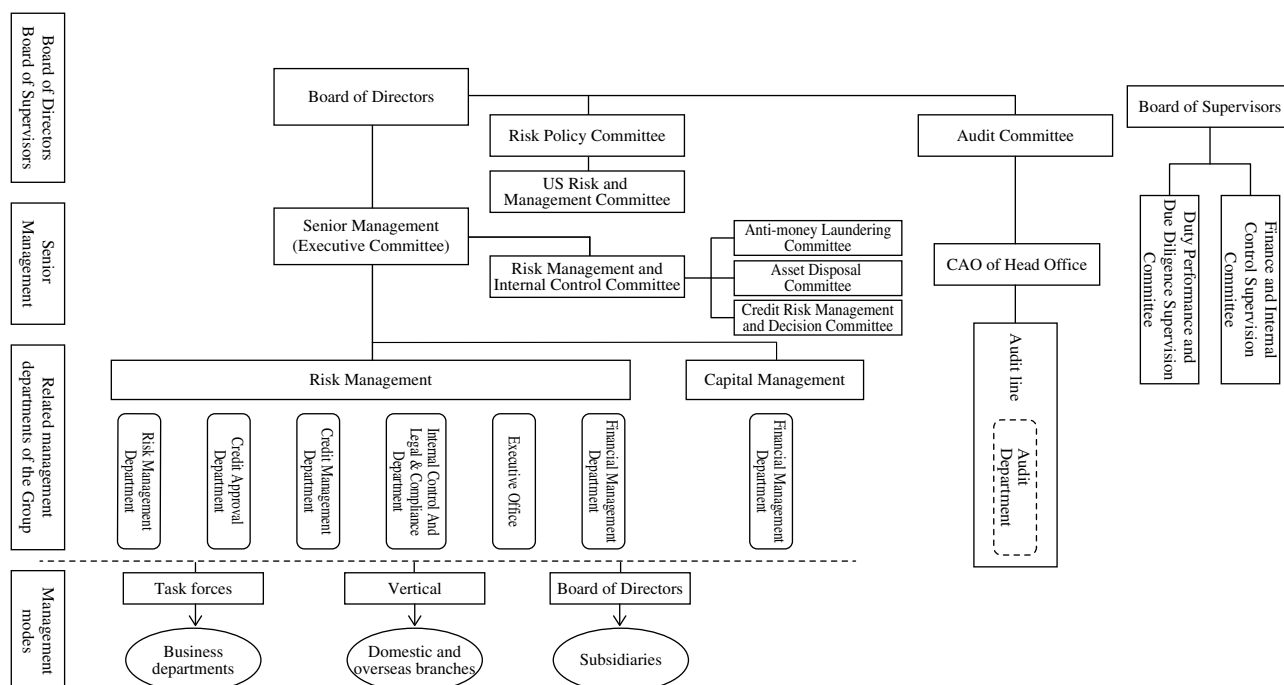 Board of Directors
Board of Supervisors
Board of Directors
Risk Policy Committee
US Risk and
Management Committee
Audit Committee
Board of Supervisors
Duty Performance and
Due Diligence Supervision
Committee
Finance and Internal
Control Supervision
Committee
Senior
Management
Senior Management
(Executive Committee)
Risk Management and
Internal Control Committee
Anti-money Laundering
Committee
Asset Disposal
Committee
Credit Risk Management
and Decision Committee
CAO of Head Office
Audit line
Audit
Department
Related management
departments of the Group
Risk Management
Capital Management
Risk Management
Department
Credit Approval
Department
Credit Management
Department
Internal Control And
Legal & Compliance
Department
Executive Office
Financial Management
Department
Financial Management
Department
Management
modes
Task forces
Vertical
Board of Directors
Business
departments
Domestic and
overseas branches
Subsidiaries